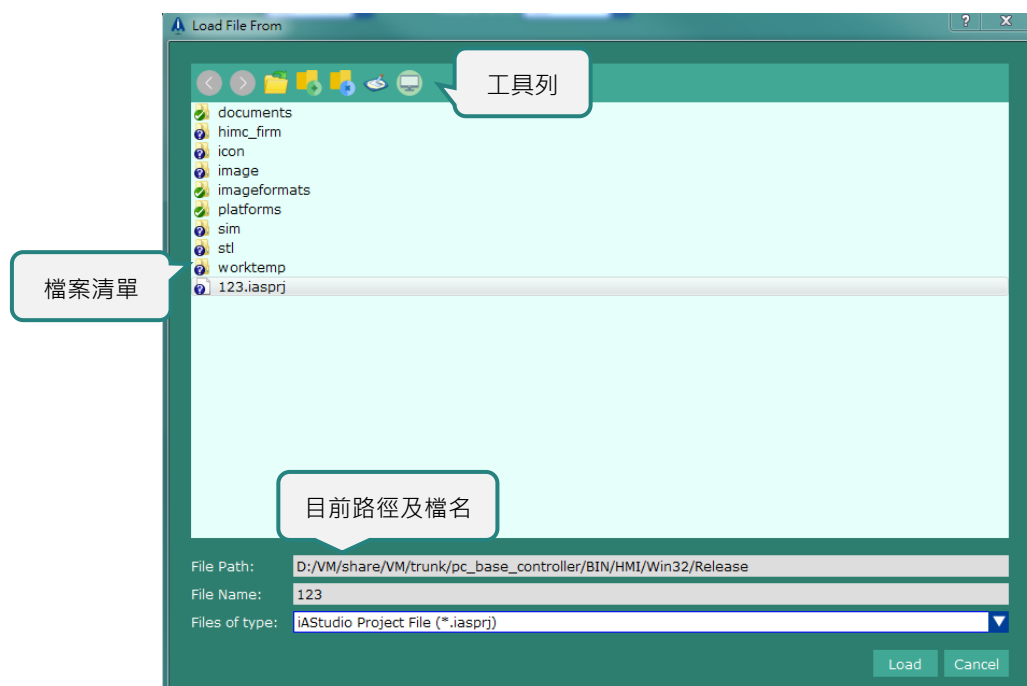 Load File From
工具列
documents
himc_firm
icon
image
imageformats
platforms
sim
stl
worktemp
123.iasprj
檔案清單
目前路徑及檔名
File Path: D:/VM/share/VM/trunk/pc_base_controller/BIN/HMI/Win32/Release
File Name: 123
Files of type: iAStudio Project File (*.iasprj)
Load Cancel